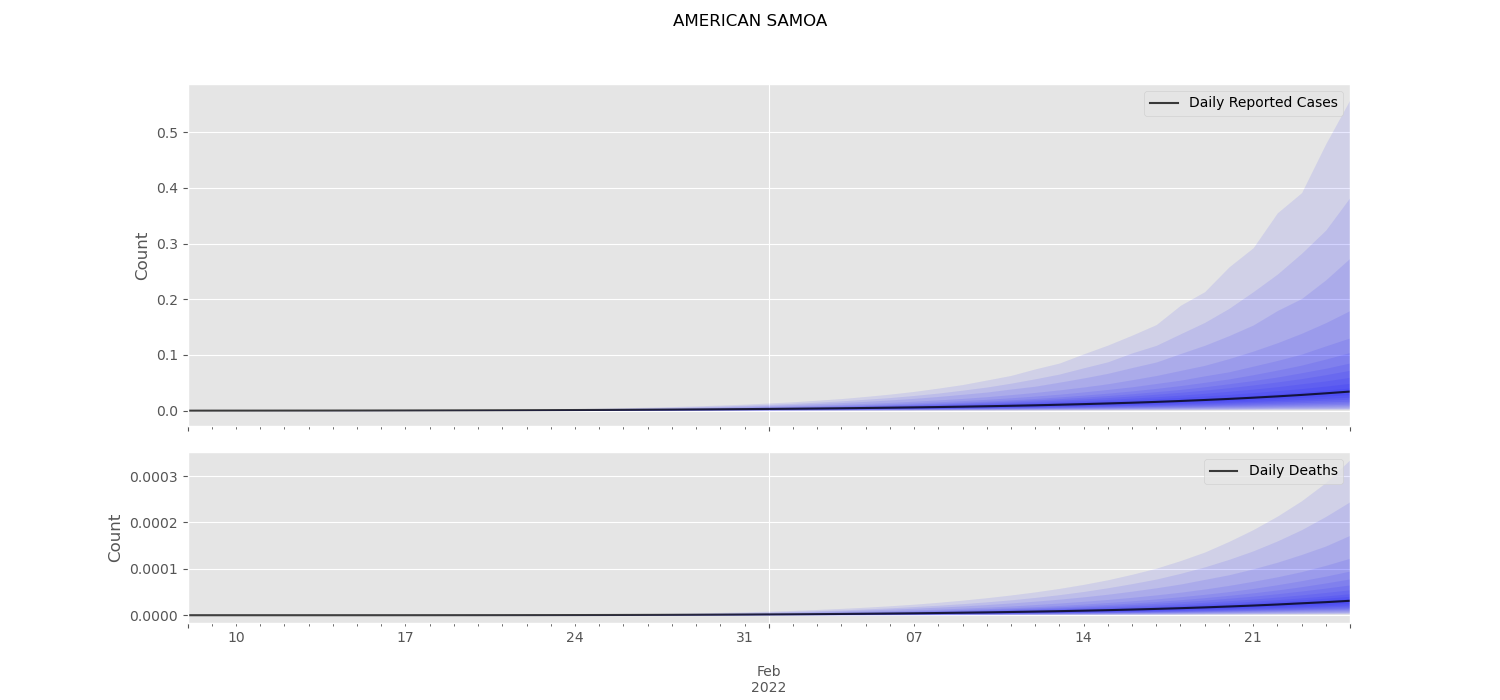 AMERICAN SAMOA
Daily Reported Cases
0.5
0.4
0.3
0.2
0.1
0.0
Count
Daily Deaths
0.0003
0.0002
0.0001
0.0000
Count
10 17 24 31 07 14 21
Feb
2022